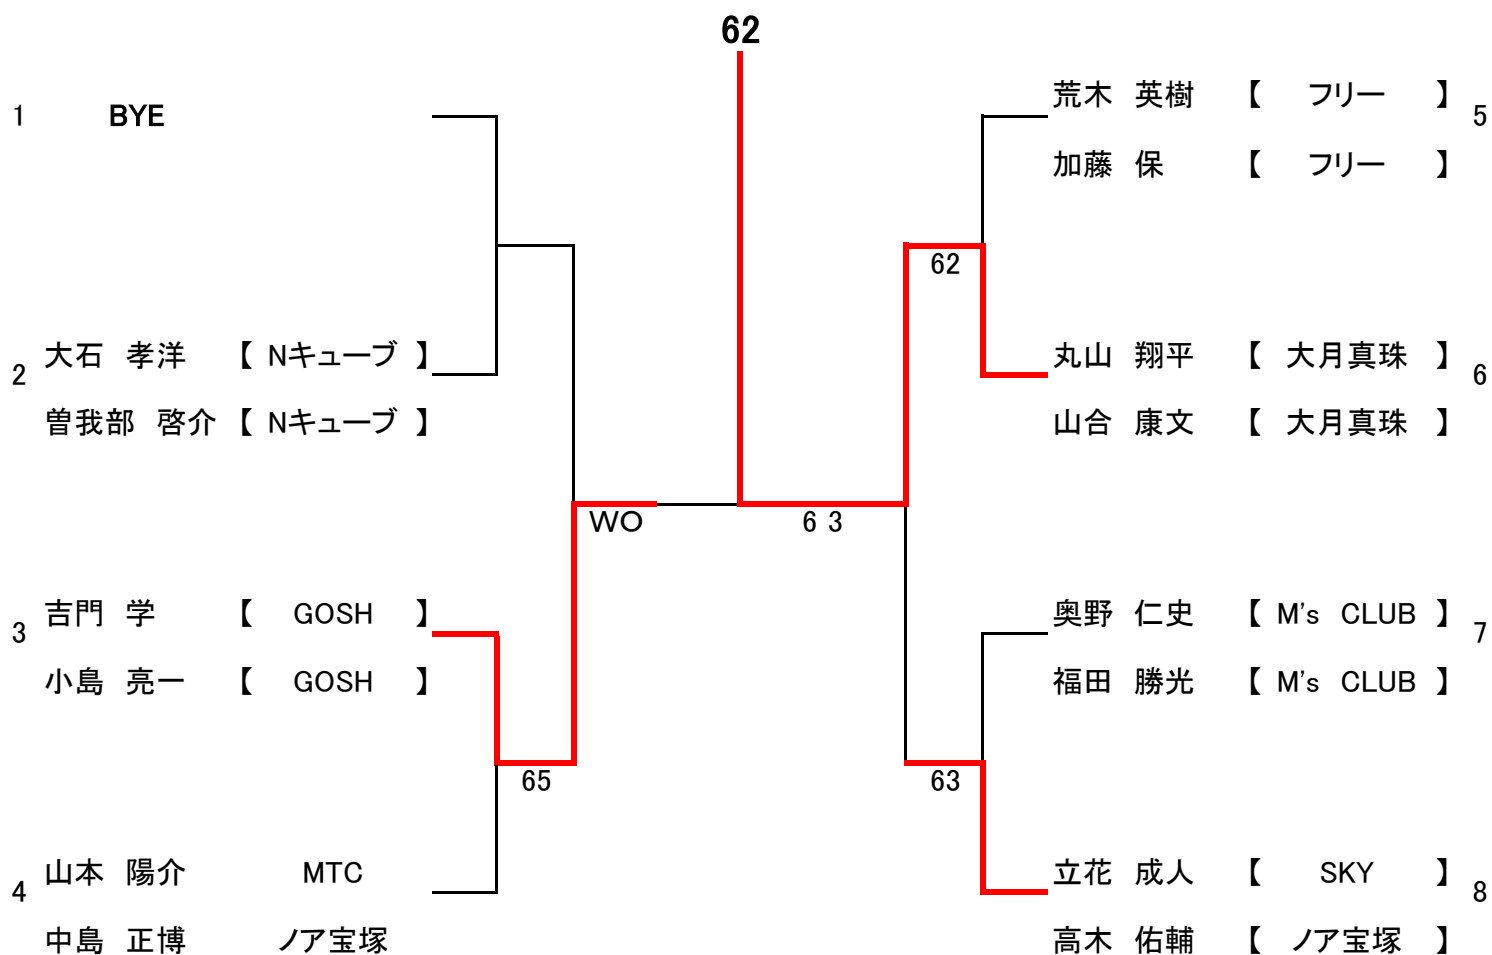 62
1 BYE
2 大石 孝洋 【 Nキューブ 】
曽我部 啓介 【 Nキューブ 】
WO
3 吉門 学 【 GOSH 】
小島 亮一 【 GOSH 】
65
4 山本 陽介 MTC
中島 正博 ノア宝塚
荒木 英樹 【 フリー 】 5
加藤 保 【 フリー 】
62
丸山 翔平 【 大月真珠 】 6
山合 康文 【 大月真珠 】
6 3
奥野 仁史 【 M's CLUB 】 7
福田 勝光 【 M's CLUB 】
63
立花 成人 【 SKY 】 8
高木 佑輔 【 ノア宝塚 】